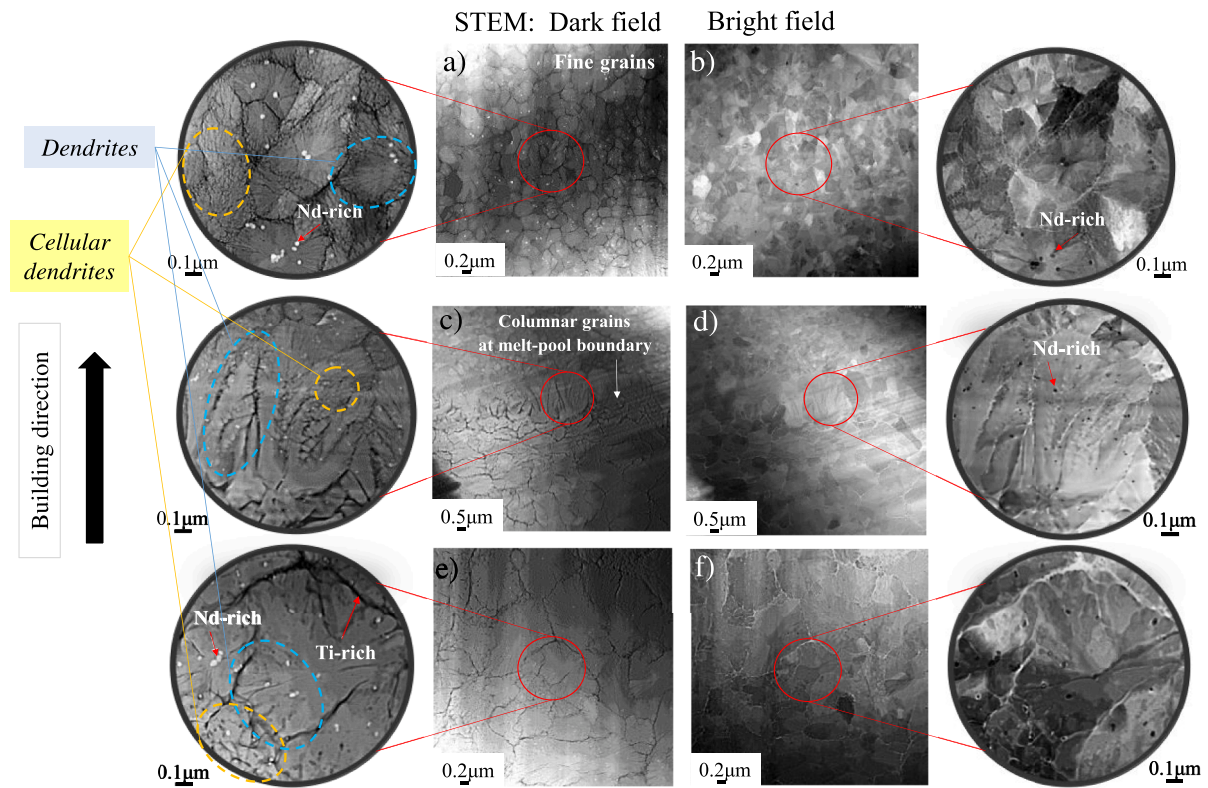 STEM: Dark field
Bright field
a)
Fine grains
b)
Dendrites
Nd-rich
Nd-rich
Cellular
dendrites
0.1μm
0.2μm
0.2μm
0.1μm
c)
Columnar grains
at melt-pool boundary
d)
Nd-rich
Building direction
0.1μm
0.5μm
0.5μm
0.1μm
e)
f)
Nd-rich
Ti-rich
0.1μm
0.2μm
0.2μm
0.1μm